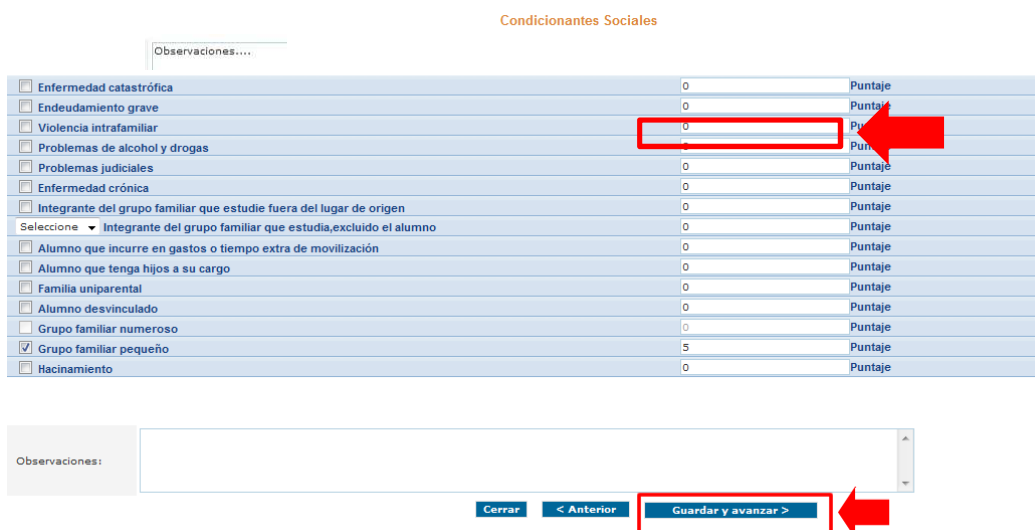 Condicionantes Sociales
Observaciones....
Enfermedad catastrófica 0 Puntaje
Endeudamiento grave 0 Puntaje
Violencia intrafamiliar 0
Problemas de alcohol y drogas
Problemas judiciales 0 Puntaje
Enfermedad crónica 0 Puntaje
Integrante del grupo familiar que estudie fuera del lugar de origen 0 Puntaje
Seleccione Integrante del grupo familiar que estudia,excluido el alumno 0 Puntaje
Alumno que incurre en gastos o tiempo extra de movilización 0 Puntaje
Alumno que tenga hijos a su cargo 0 Puntaje
Familia uniparental 0 Puntaje
Alumno desvinculado 0 Puntaje
Grupo familiar numeroso 0 Puntaje
Grupo familiar pequeño 5 Puntaje
Hacinamiento 0 Puntaje
Observaciones:
Cerrar < Anterior Guardar y avanzar >